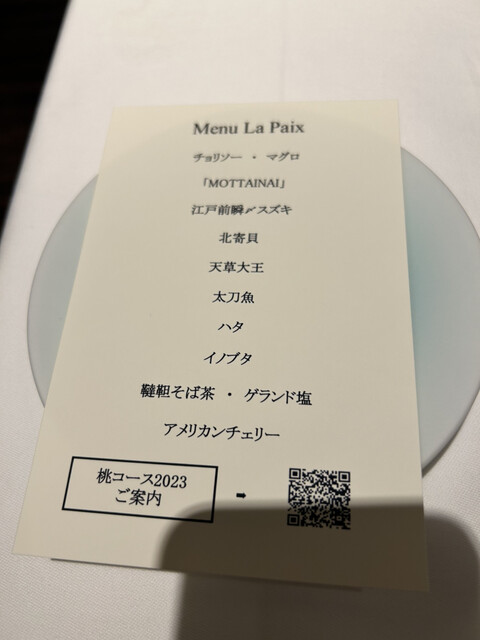 Menu La Paix
チョリソー ・ マグロ
「MOTTAINAI」
江戸前瞬〆スズキ
北寄貝
天草大王
太刀魚
ハタ
イノブタ
韃靼そば茶 ・ ゲランド塩
アメリカンチェリー
桃コース2023
ご案内